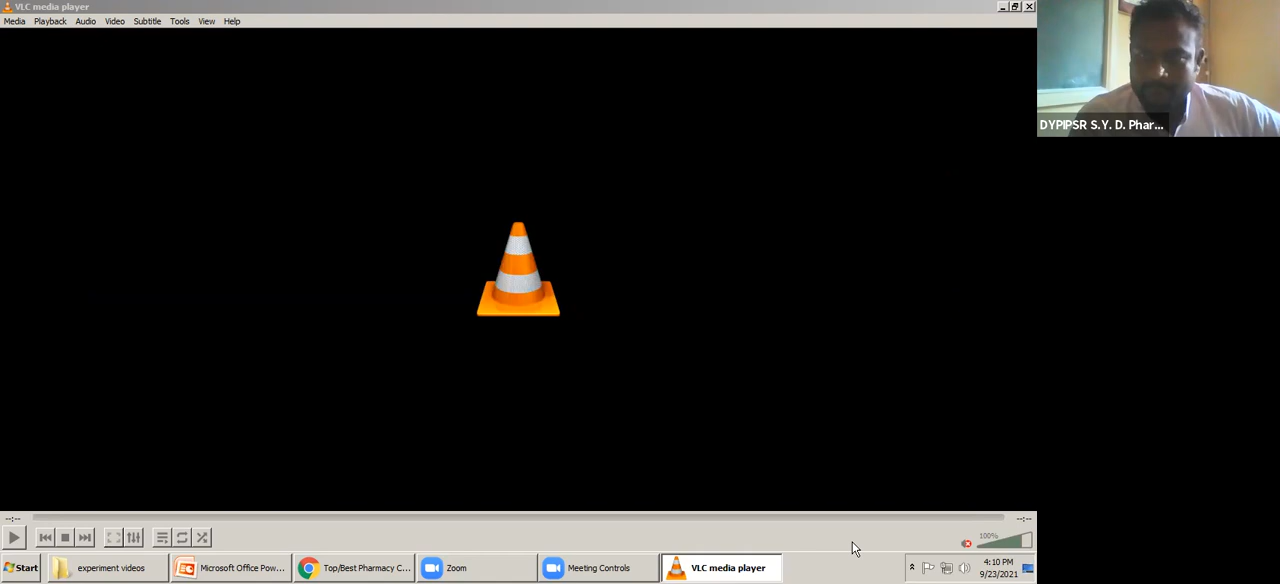 VLC media player
Media Playback Audio Video Subtitle Tools View Help
DYPIPSR S.Y. D. Phar...
--:-- --:--
100%
Start experiment videos Microsoft Office Pow... Top/Best Pharmacy C... Zoom Meeting Controls VLC media player 4:10 PM
9/23/2021